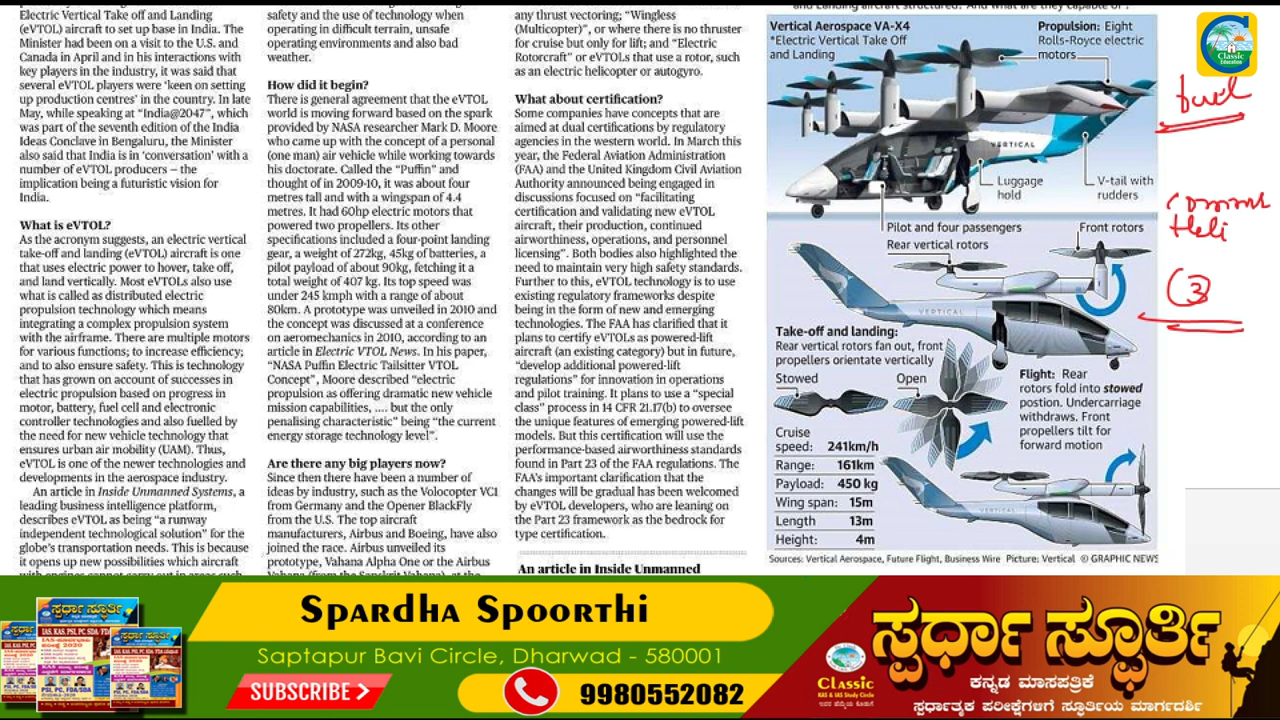 Electric Vertical Take off and Landing
(eVTOL) aircraft to set up base in India. The
Minister had been on a visit to the U.S. and
Canada in April and in his interactions with
key players in the industry, it was said that
several eVTOL players were 'keen on setting
up production centres' in the country. In late
May, while speaking at "India@2047", which
was part of the seventh edition of the India
Ideas Conclave in Bengaluru, the Minister
also said that India is in 'conversation' with a
number of eVTOL producers — the
implication being a futuristic vision for
India.
What is eVTOL?
As the acronym suggests, an electric vertical
take-off and landing (eVTOL) aircraft is one
that uses electric power to hover, take off,
and land vertically. Most eVTOLs also use
what is called as distributed electric
propulsion technology which means
integrating a complex propulsion system
with the airframe. There are multiple motors
for various functions; to increase efficiency;
and to also ensure safety. This is technology
that has grown on account of successes in
electric propulsion based on progress in
motor, battery, fuel cell and electronic
controller technologies and also fuelled by
the need for new vehicle technology that
ensures urban air mobility (UAM). Thus,
eVTOL is one of the newer technologies and
developments in the aerospace industry.
An article in Inside Unmanned Systems, a
leading business intelligence platform,
describes eVTOL as being "a runway
independent technological solution" for the
globe's transportation needs. This is because
it opens up new possibilities which aircraft
with engines cannot carry out in areas such
safety and the use of technology when
operating in difficult terrain, unsafe
operating environments and also bad
weather.
How did it begin?
There is general agreement that the eVTOL
world is moving forward based on the spark
provided by NASA researcher Mark D. Moore
who came up with the concept of a personal
(one man) air vehicle while working towards
his doctorate. Called the "Puffin" and
thought of in 2009-10, it was about four
metres tall and with a wingspan of 4.4
metres. It had 60hp electric motors that
powered two propellers. Its other
specifications included a four-point landing
gear, a weight of 272kg, 45kg of batteries, a
pilot payload of about 90kg, fetching it a
total weight of 407 kg. Its top speed was
under 245 kmph with a range of about
80km. A prototype was unveiled in 2010 and
the concept was discussed at a conference
on aeromechanics in 2010, according to an
article in Electric VTOL News. In his paper,
"NASA Puffin Electric Tailsitter VTOL
Concept", Moore described "electric
propulsion as offering dramatic new vehicle
mission capabilities, .... but the only
penalising characteristic" being "the current
energy storage technology level".
Are there any big players now?
Since then there have been a number of
ideas by industry, such as the Volocopter VC1
from Germany and the Opener BlackFly
from the U.S. The top aircraft
manufacturers, Airbus and Boeing, have also
joined the race. Airbus unveiled its
prototype, Vahana Alpha One or the Airbus
Vahana (from the Sanskrit Vahana), at the
any thrust vectoring; "Wingless
(Multicopter)", or where there is no thruster
for cruise but only for lift; and "Electric
Rotorcraft" or eVTOLs that use a rotor, such
as an electric helicopter or autogyro.
What about certification?
Some companies have concepts that are
aimed at dual certifications by regulatory
agencies in the western world. In March this
year, the Federal Aviation Administration
(FAA) and the United Kingdom Civil Aviation
Authority announced being engaged in
discussions focused on "facilitating
certification and validating new eVTOL
aircraft, their production, continued
airworthiness, operations, and personnel
licensing". Both bodies also highlighted the
need to maintain very high safety standards.
Further to this, eVTOL technology is to use
existing regulatory frameworks despite
being in the form of new and emerging
technologies. The FAA has clarified that it
plans to certify eVTOLs as powered-lift
aircraft (an existing category) but in future,
"develop additional powered-lift
regulations" for innovation in operations
and pilot training. It plans to use a "special
class" process in 14 CFR 21.17(b) to oversee
the unique features of emerging powered-lift
models. But this certification will use the
performance-based airworthiness standards
found in Part 23 of the FAA regulations. The
FAA's important clarification that the
changes will be gradual has been welcomed
by eVTOL developers, who are leaning on
the Part 23 framework as the bedrock for
type certification.
An article in Inside Unmanned
and Landing aircraft structured? And what are they capable of?
Vertical Aerospace VA-X4
*Electric Vertical Take Off
and Landing
Propulsion: Eight
Rolls-Royce electric
motors
VERTICAL
Luggage
hold
V-tail with
rudders
Pilot and four passengers
Rear vertical rotors
Front rotors
VERTICAL
Take-off and landing:
Rear vertical rotors fan out, front
propellers orientate vertically
Stowed
Open
Flight: Rear
rotors fold into stowed
postion. Undercarriage
withdraws. Front
propellers tilt for
forward motion
Cruise
speed: 241km/h
Range: 161km
Payload: 450 kg
Wing span: 15m
Length 13m
Height: 4m
VERTICAL
Sources: Vertical Aerospace, Future Flight, Business Wire Picture: Vertical © GRAPHIC NEWS
Classic
Education
fuel
Comm
Heli
(3)
Spardha Spoorthi
Saptapur Bavi Circle, Dharwad - 580001
SUBSCRIBE >
9980552082
ಸ್ಪರ್ಧಾ ಸ್ಫೂರ್ತಿ
Classic
KAS & IAS Study Circle
ಕನ್ನಡ ಮಾಸಪತ್ರಿಕೆ
ಸ್ಪರ್ಧಾತ್ಮಕ ಪರೀಕ್ಷೆಗಳಿಗೆ ಸ್ಫೂರ್ತಿಯ ಮಾರ್ಗದರ್ಶಿ